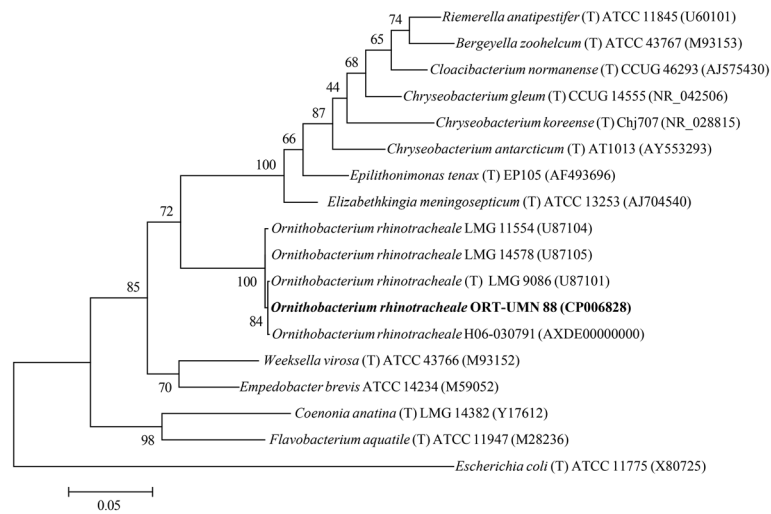 74
Riemerella anatipestifer (T) ATCC 11845 (U60101)
65
Bergeyella zoohelcum (T) ATCC 43767 (M93153)
68
Cloacibacterium normanense (T) CCUG 46293 (AJ575430)
44
Chryseobacterium gleum (T) CCUG 14555 (NR_042506)
87
Chryseobacterium koreense (T) Chj707 (NR_028815)
66
Chryseobacterium antarcticum (T) AT1013 (AY553293)
100
Epilithonimonas tenax (T) EP105 (AF493696)
Elizabethkingia meningosepticum (T) ATCC 13253 (AJ704540)
72
Ornithobacterium rhinotracheale LMG 11554 (U87104)
Ornithobacterium rhinotracheale LMG 14578 (U87105)
100
Ornithobacterium rhinotracheale (T) LMG 9086 (U87101)
85
Ornithobacterium rhinotracheale ORT-UMN 88 (CP006828)
84
Ornithobacterium rhinotracheale H06-030791 (AXDE00000000)
Weeksella virosa (T) ATCC 43766 (M93152)
70
Empedobacter brevis ATCC 14234 (M59052)
Coenonia anatina (T) LMG 14382 (Y17612)
98
Flavobacterium aquatile (T) ATCC 11947 (M28236)
Escherichia coli (T) ATCC 11775 (X80725)
0.05